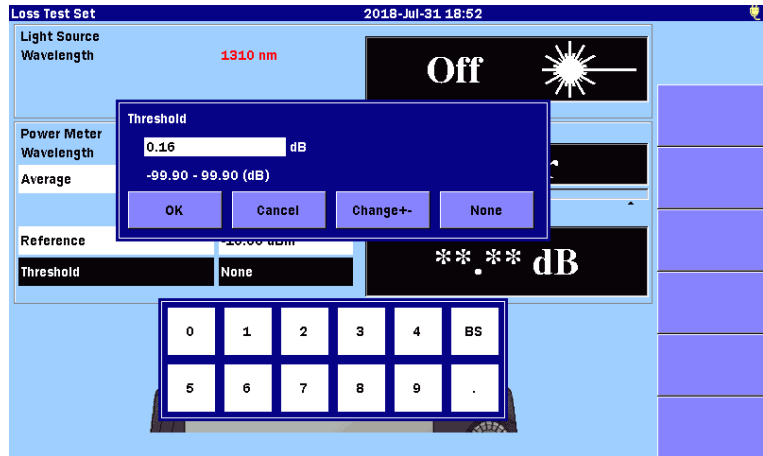 Loss Test Set 2018-Jul-31 18:52
Light Source
Wavelength 1310 nm
Off
Threshold
0.16 dB
-99.90 - 99.90 (dB)
OK Cancel Change+- None
Power Meter
Wavelength
Average
Reference
Threshold None
**.** dB
0 1 2 3 4 BS
5 6 7 8 9 .